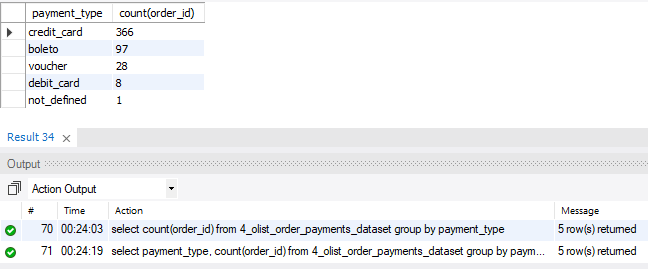 payment_type count(order_id)
credit_card 366
boleto 97
voucher 28
debit_card 8
not_defined 1
Result 34
Output
Action Output
# Time Action Message
70 00:24:03 select count(order_id) from 4_olist_order_payments_dataset group by payment_type 5 row(s) returned
71 00:24:19 select payment_type, count(order_id) from 4_olist_order_payments_dataset group by paym... 5 row(s) returned